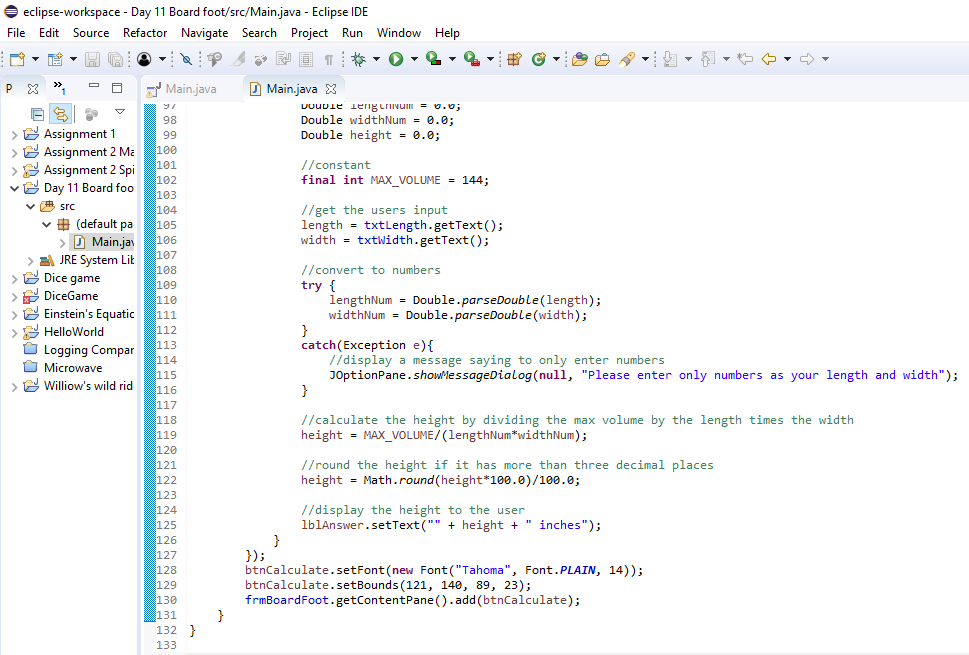 eclipse-workspace - Day 11 Board foot/src/Main.java - Eclipse IDE
File Edit Source Refactor Navigate Search Project Run Window Help
P »1 Main.java Main.java
Assignment 1
Assignment 2 Ma
Assignment 2 Spi
Day 11 Board foo
src
(default pa
Main.jav
JRE System Lib
Dice game
DiceGame
Einstein's Equatic
HelloWorld
Logging Compar
Microwave
Williow's wild rid
97 Double lengthNum = 0.0;
98 Double widthNum = 0.0;
99 Double height = 0.0;
100
101 //constant
102 final int MAX_VOLUME = 144;
103
104 //get the users input
105 length = txtLength.getText();
106 width = txtWidth.getText();
107
108 //convert to numbers
109 try {
110 lengthNum = Double.parseDouble(length);
111 widthNum = Double.parseDouble(width);
112 }
113 catch(Exception e){
114 //display a message saying to only enter numbers
115 JOptionPane.showMessageDialog(null, "Please enter only numbers as your length and width");
116 }
117
118 //calculate the height by dividing the max volume by the length times the width
119 height = MAX_VOLUME/(lengthNum*widthNum);
120
121 //round the height if it has more than three decimal places
122 height = Math.round(height*100.0)/100.0;
123
124 //display the height to the user
125 lblAnswer.setText("" + height + " inches");
126 }
127 });
128 btnCalculate.setFont(new Font("Tahoma", Font.PLAIN, 14));
129 btnCalculate.setBounds(121, 140, 89, 23);
130 frmBoardFoot.getContentPane().add(btnCalculate);
131 }
132 }
133